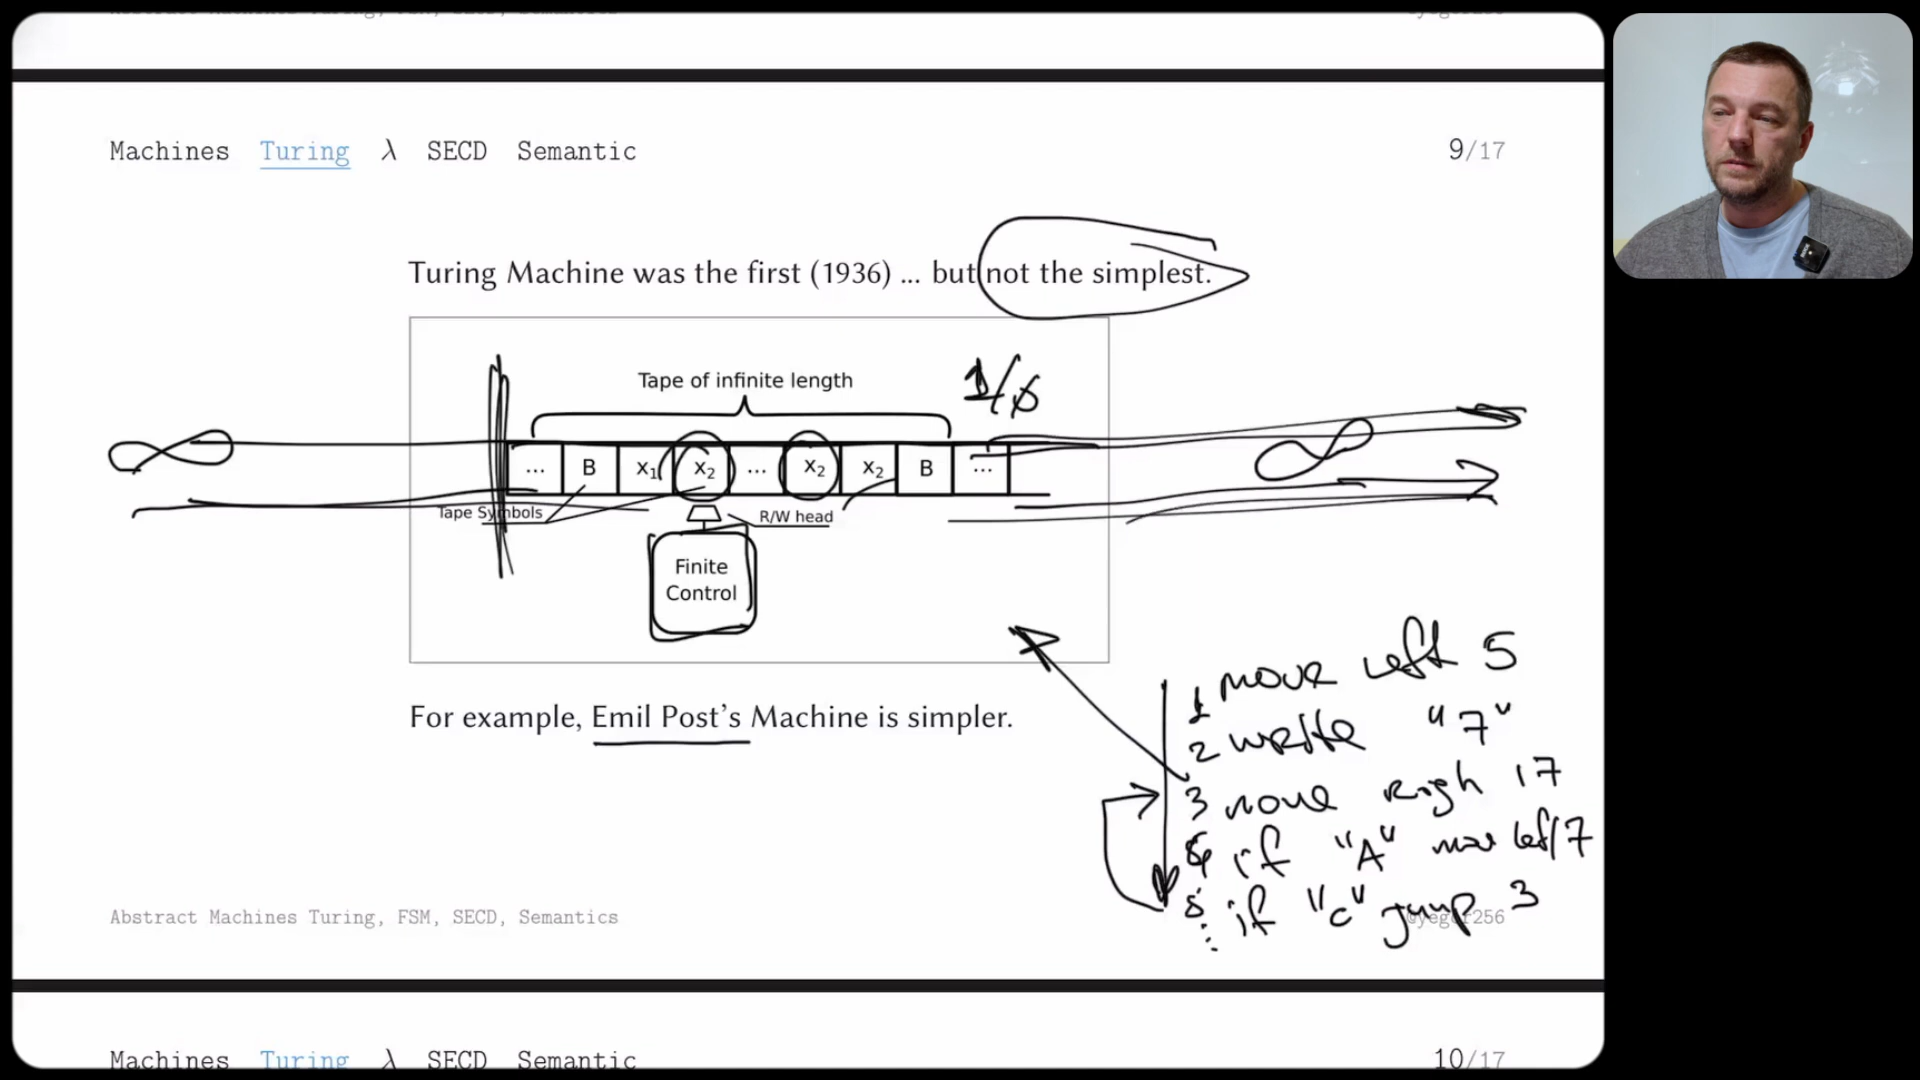 Machines Turing λ SECD Semantic 9/17
Turing Machine was the first (1936) ... but not the simplest.
Tape of infinite length
1/0
∞
∞
... B x₁ x₂ ... x₂ x₂ B ...
Tape Symbols
R/W head
Finite
Control
For example, Emil Post's Machine is simpler.
1 move left 5
2 write "7"
3 move righ 17
4 if "A" move left 7
5 if "C" jump 3
⋮
Abstract Machines Turing, FSM, SECD, Semantics
@yegor256
Machines Turing λ SECD Semantic 10/17